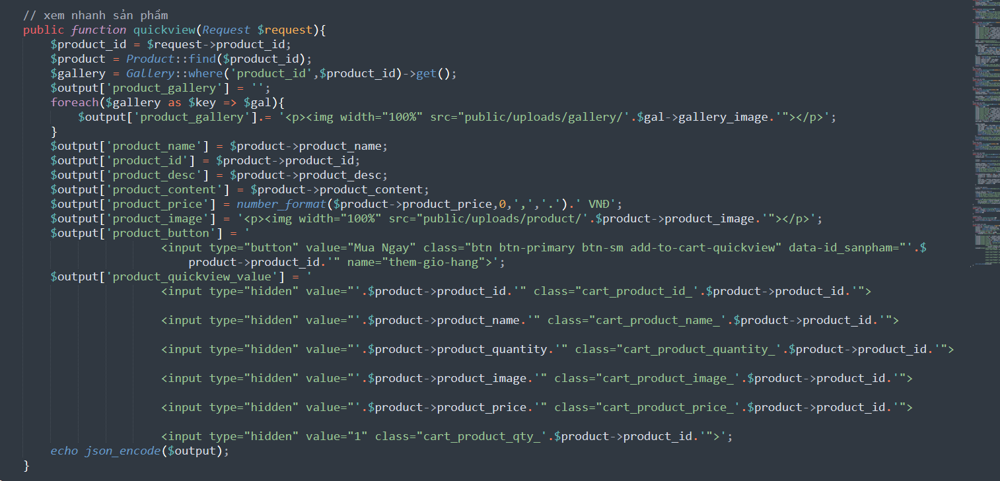 // xem nhanh sản phẩm
public function quickview(Request $request){
$product_id = $request->product_id;
$product = Product::find($product_id);
$gallery = Gallery::where('product_id',$product_id)->get();
$output['product_gallery'] = '';
foreach($gallery as $key => $gal){
$output['product_gallery'].= '<p><img width="100%" src="public/uploads/gallery/'.$gal->gallery_image.'"></p>';
}
$output['product_name'] = $product->product_name;
$output['product_id'] = $product->product_id;
$output['product_desc'] = $product->product_desc;
$output['product_content'] = $product->product_content;
$output['product_price'] = number_format($product->product_price,0,',','.').' VNĐ';
$output['product_image'] = '<p><img width="100%" src="public/uploads/product/'.$product->product_image.'"></p>';
$output['product_button'] = '
<input type="button" value="Mua Ngay" class="btn btn-primary btn-sm add-to-cart-quickview" data-id_sanpham="'.$
product->product_id.'" name="them-gio-hang">';
$output['product_quickview_value'] = '
<input type="hidden" value="'.$product->product_id.'" class="cart_product_id_'.$product->product_id.'">
<input type="hidden" value="'.$product->product_name.'" class="cart_product_name_'.$product->product_id.'">
<input type="hidden" value="'.$product->product_quantity.'" class="cart_product_quantity_'.$product->product_id.'">
<input type="hidden" value="'.$product->product_image.'" class="cart_product_image_'.$product->product_id.'">
<input type="hidden" value="'.$product->product_price.'" class="cart_product_price_'.$product->product_id.'">
<input type="hidden" value="1" class="cart_product_qty_'.$product->product_id.'">';
echo json_encode($output);
}